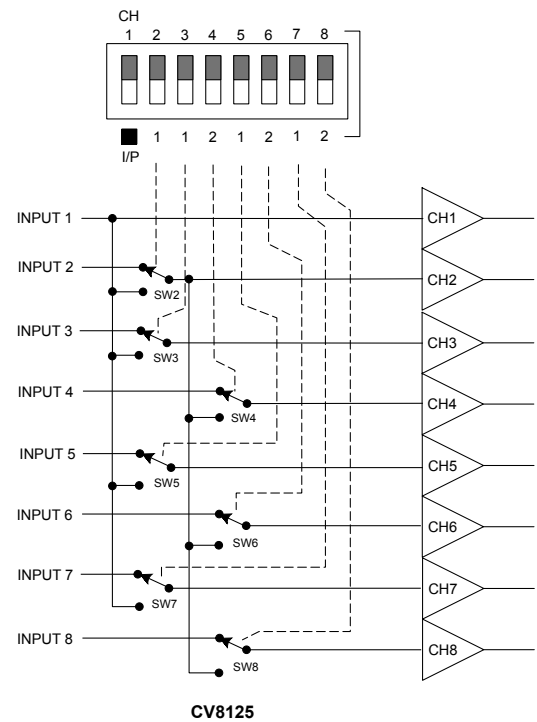 CH
1 2 3 4 5 6 7 8
1 1 2 1 2 1 2
I/P
INPUT 1 CH1
INPUT 2 SW2 CH2
INPUT 3 SW3 CH3
INPUT 4 SW4 CH4
INPUT 5 SW5 CH5
INPUT 6 SW6 CH6
INPUT 7 SW7 CH7
INPUT 8 SW8 CH8
CV8125